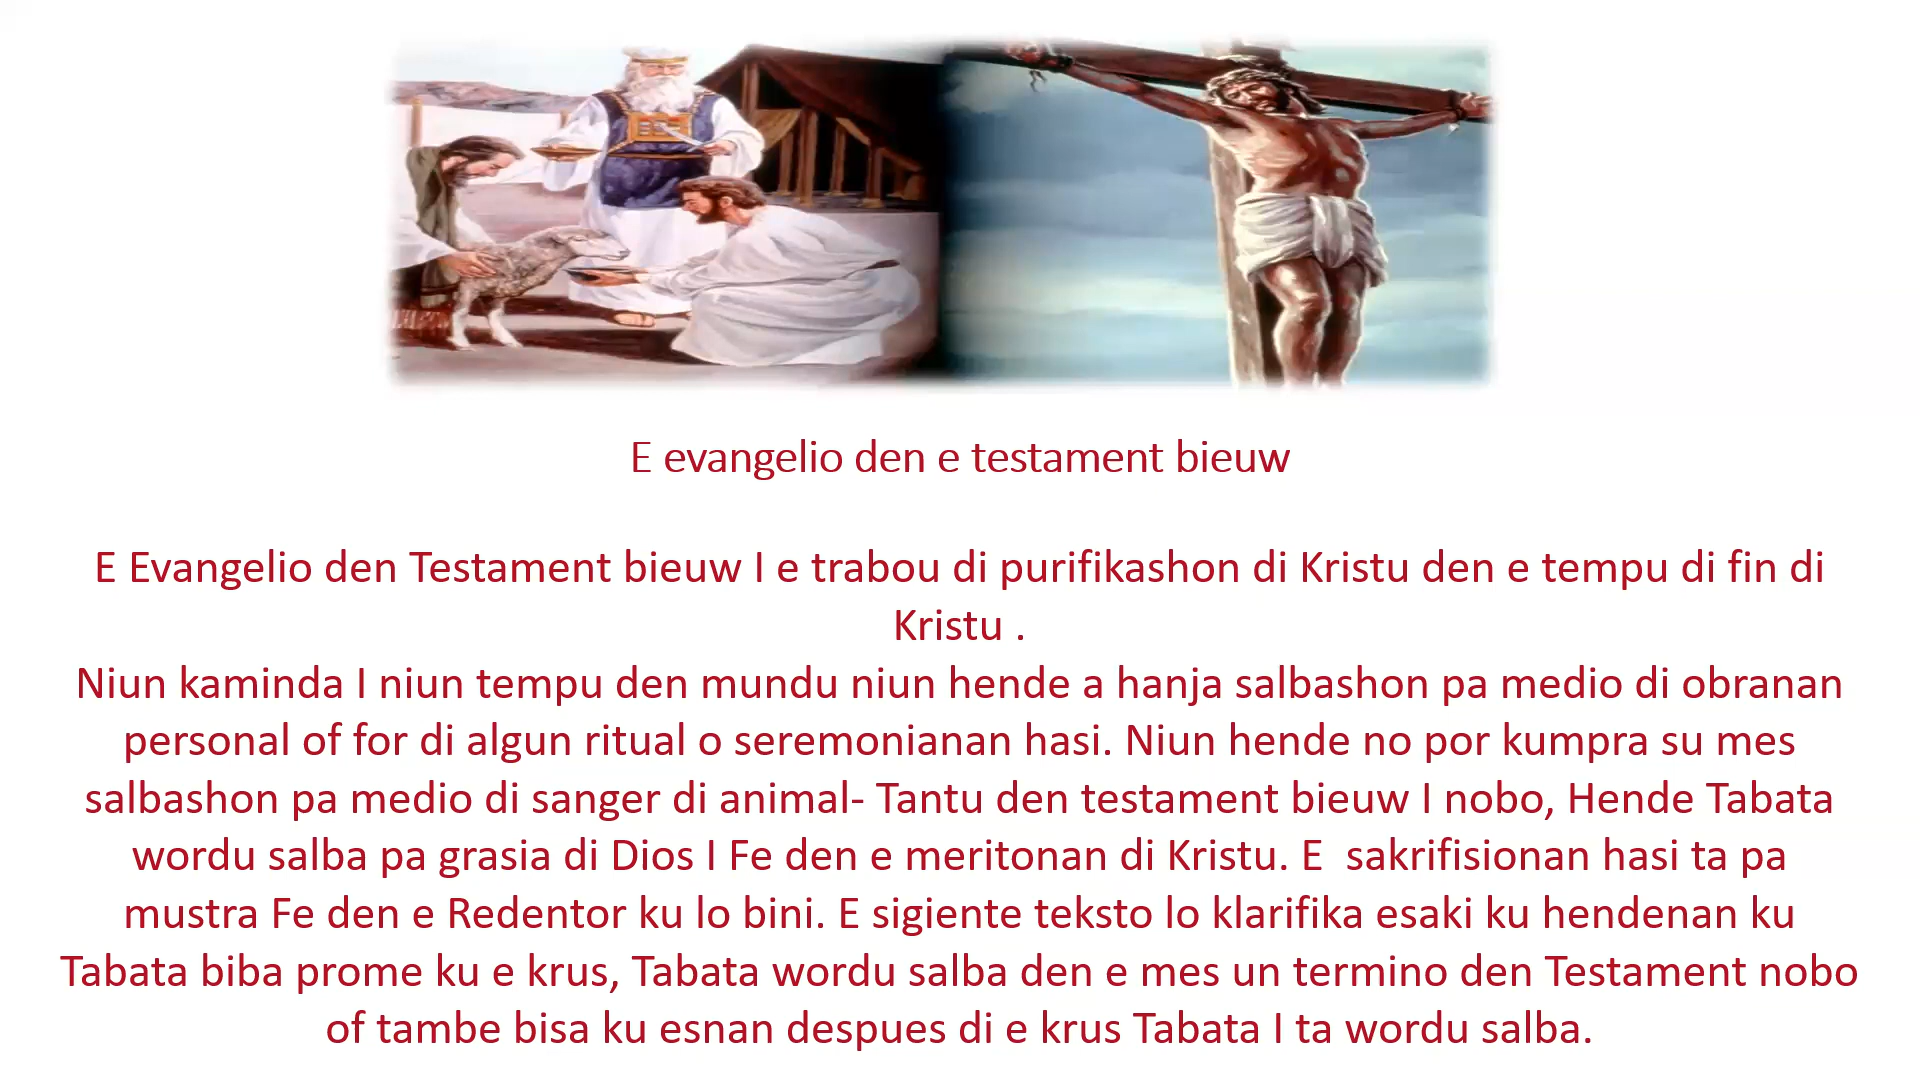 E evangelio den e testament bieuw
E Evangelio den Testament bieuw I e trabou di purifikashon di Kristu den e tempu di fin di
Kristu .
Niun kaminda I niun tempu den mundu niun hende a hanja salbashon pa medio di obranan
personal of for di algun ritual o seremonianan hasi. Niun hende no por kumpra su mes
salbashon pa medio di sanger di animal- Tantu den testament bieuw I nobo, Hende Tabata
wordu salba pa grasia di Dios I Fe den e meritonan di Kristu. E  sakrifisionan hasi ta pa
mustra Fe den e Redentor ku lo bini. E sigiente teksto lo klarifika esaki ku hendenan ku
Tabata biba prome ku e krus, Tabata wordu salba den e mes un termino den Testament nobo
of tambe bisa ku esnan despues di e krus Tabata I ta wordu salba.